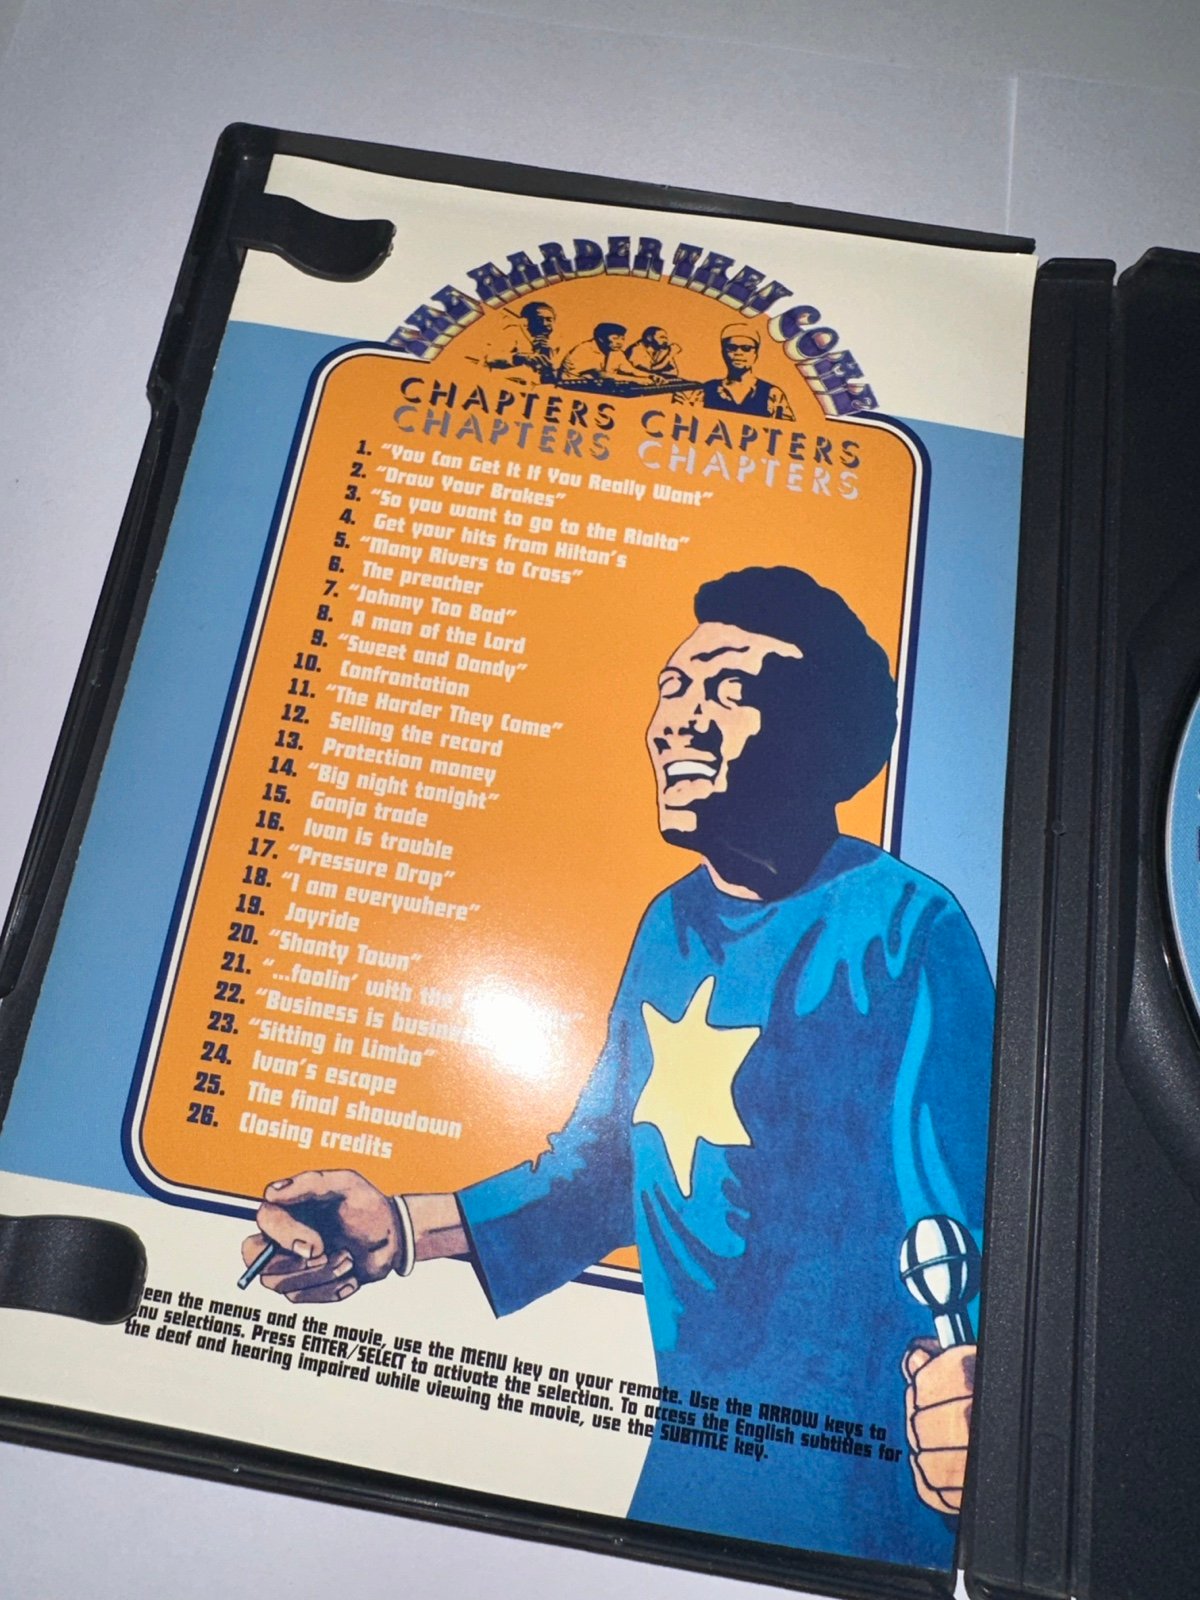 THE HARDER THEY COME
CHAPTERS CHAPTERS
CHAPTERS CHAPTERS
1. "You Can Get It If You Really Want"
2. "Draw Your Brakes"
3. "So you want to go to the Rialto"
4. Get your hits from Hilton's
5. "Many Rivers to Cross"
6. The preacher
7. "Johnny Too Bad"
8. A man of the Lord
9. "Sweet and Dandy"
10. Confrontation
11. "The Harder They Come"
12. Selling the record
13. Protection money
14. "Big night tonight"
15. Ganja trade
16. Ivan is trouble
17. "Pressure Drop"
18. "I am everywhere"
19. Joyride
20. "Shanty Town"
21. "...foolin' with the
22. "Business is
23. "Sitting in Limbo"
24. Ivan's escape
25. The final showdown
26. Closing credits
the menus and the movie, use the MENU key on your remote. Use the ARROW keys to
selections. Press ENTER/SELECT to activate the selection. To access the English subtitles for
the deaf and hearing impaired while viewing the movie, use the SUBTITLE key.